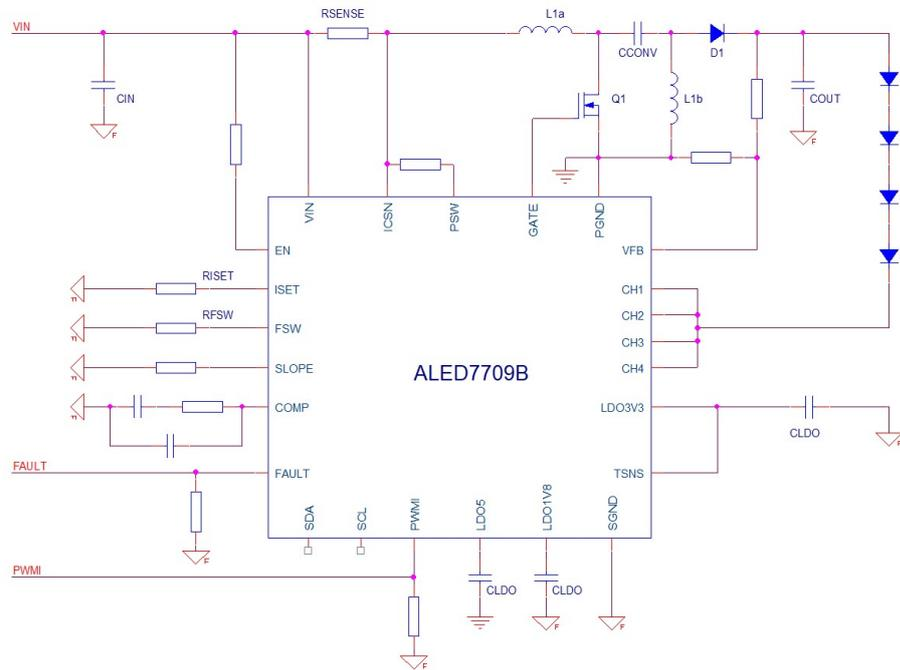 RSENSE
L1a
VIN
CCONV
D1
CIN
Q1
L1b
COUT
VIN
ICSN
PSW
GATE
PGND
EN
VFB
RISET
ISET
CH1
RFSW
FSW
CH2
CH3
SLOPE
CH4
ALED7709B
COMP
LDO3V3
CLDO
FAULT
FAULT
TSNS
SDA
SCL
PWMI
LDO5
LDO1V8
SGND
PWMI
CLDO
CLDO
F
F
F
F
F
F
F
F
F
F
F